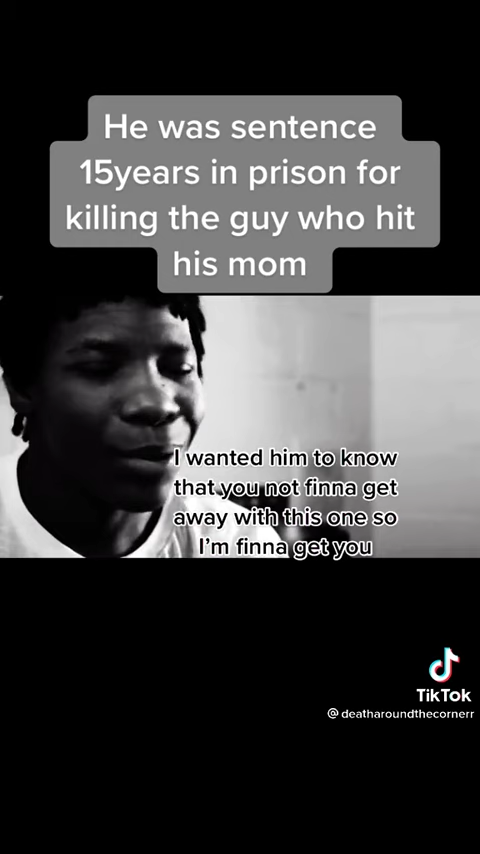 He was sentence
15years in prison for
killing the guy who hit
his mom
I wanted him to know
that you not finna get
away with this one so
I'm finna get you
TikTok
@ deatharoundthecornerr